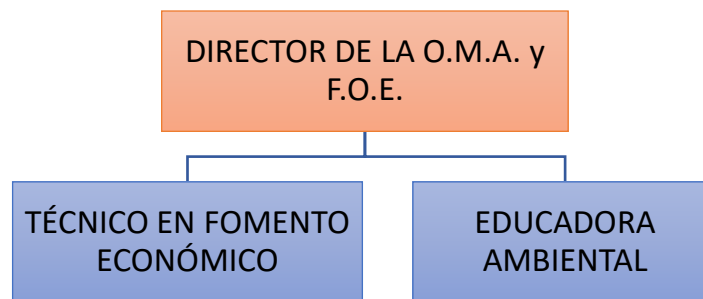 DIRECTOR DE LA O.M.A. y
F.O.E.
TÉCNICO EN FOMENTO
ECONÓMICO
EDUCADORA
AMBIENTAL